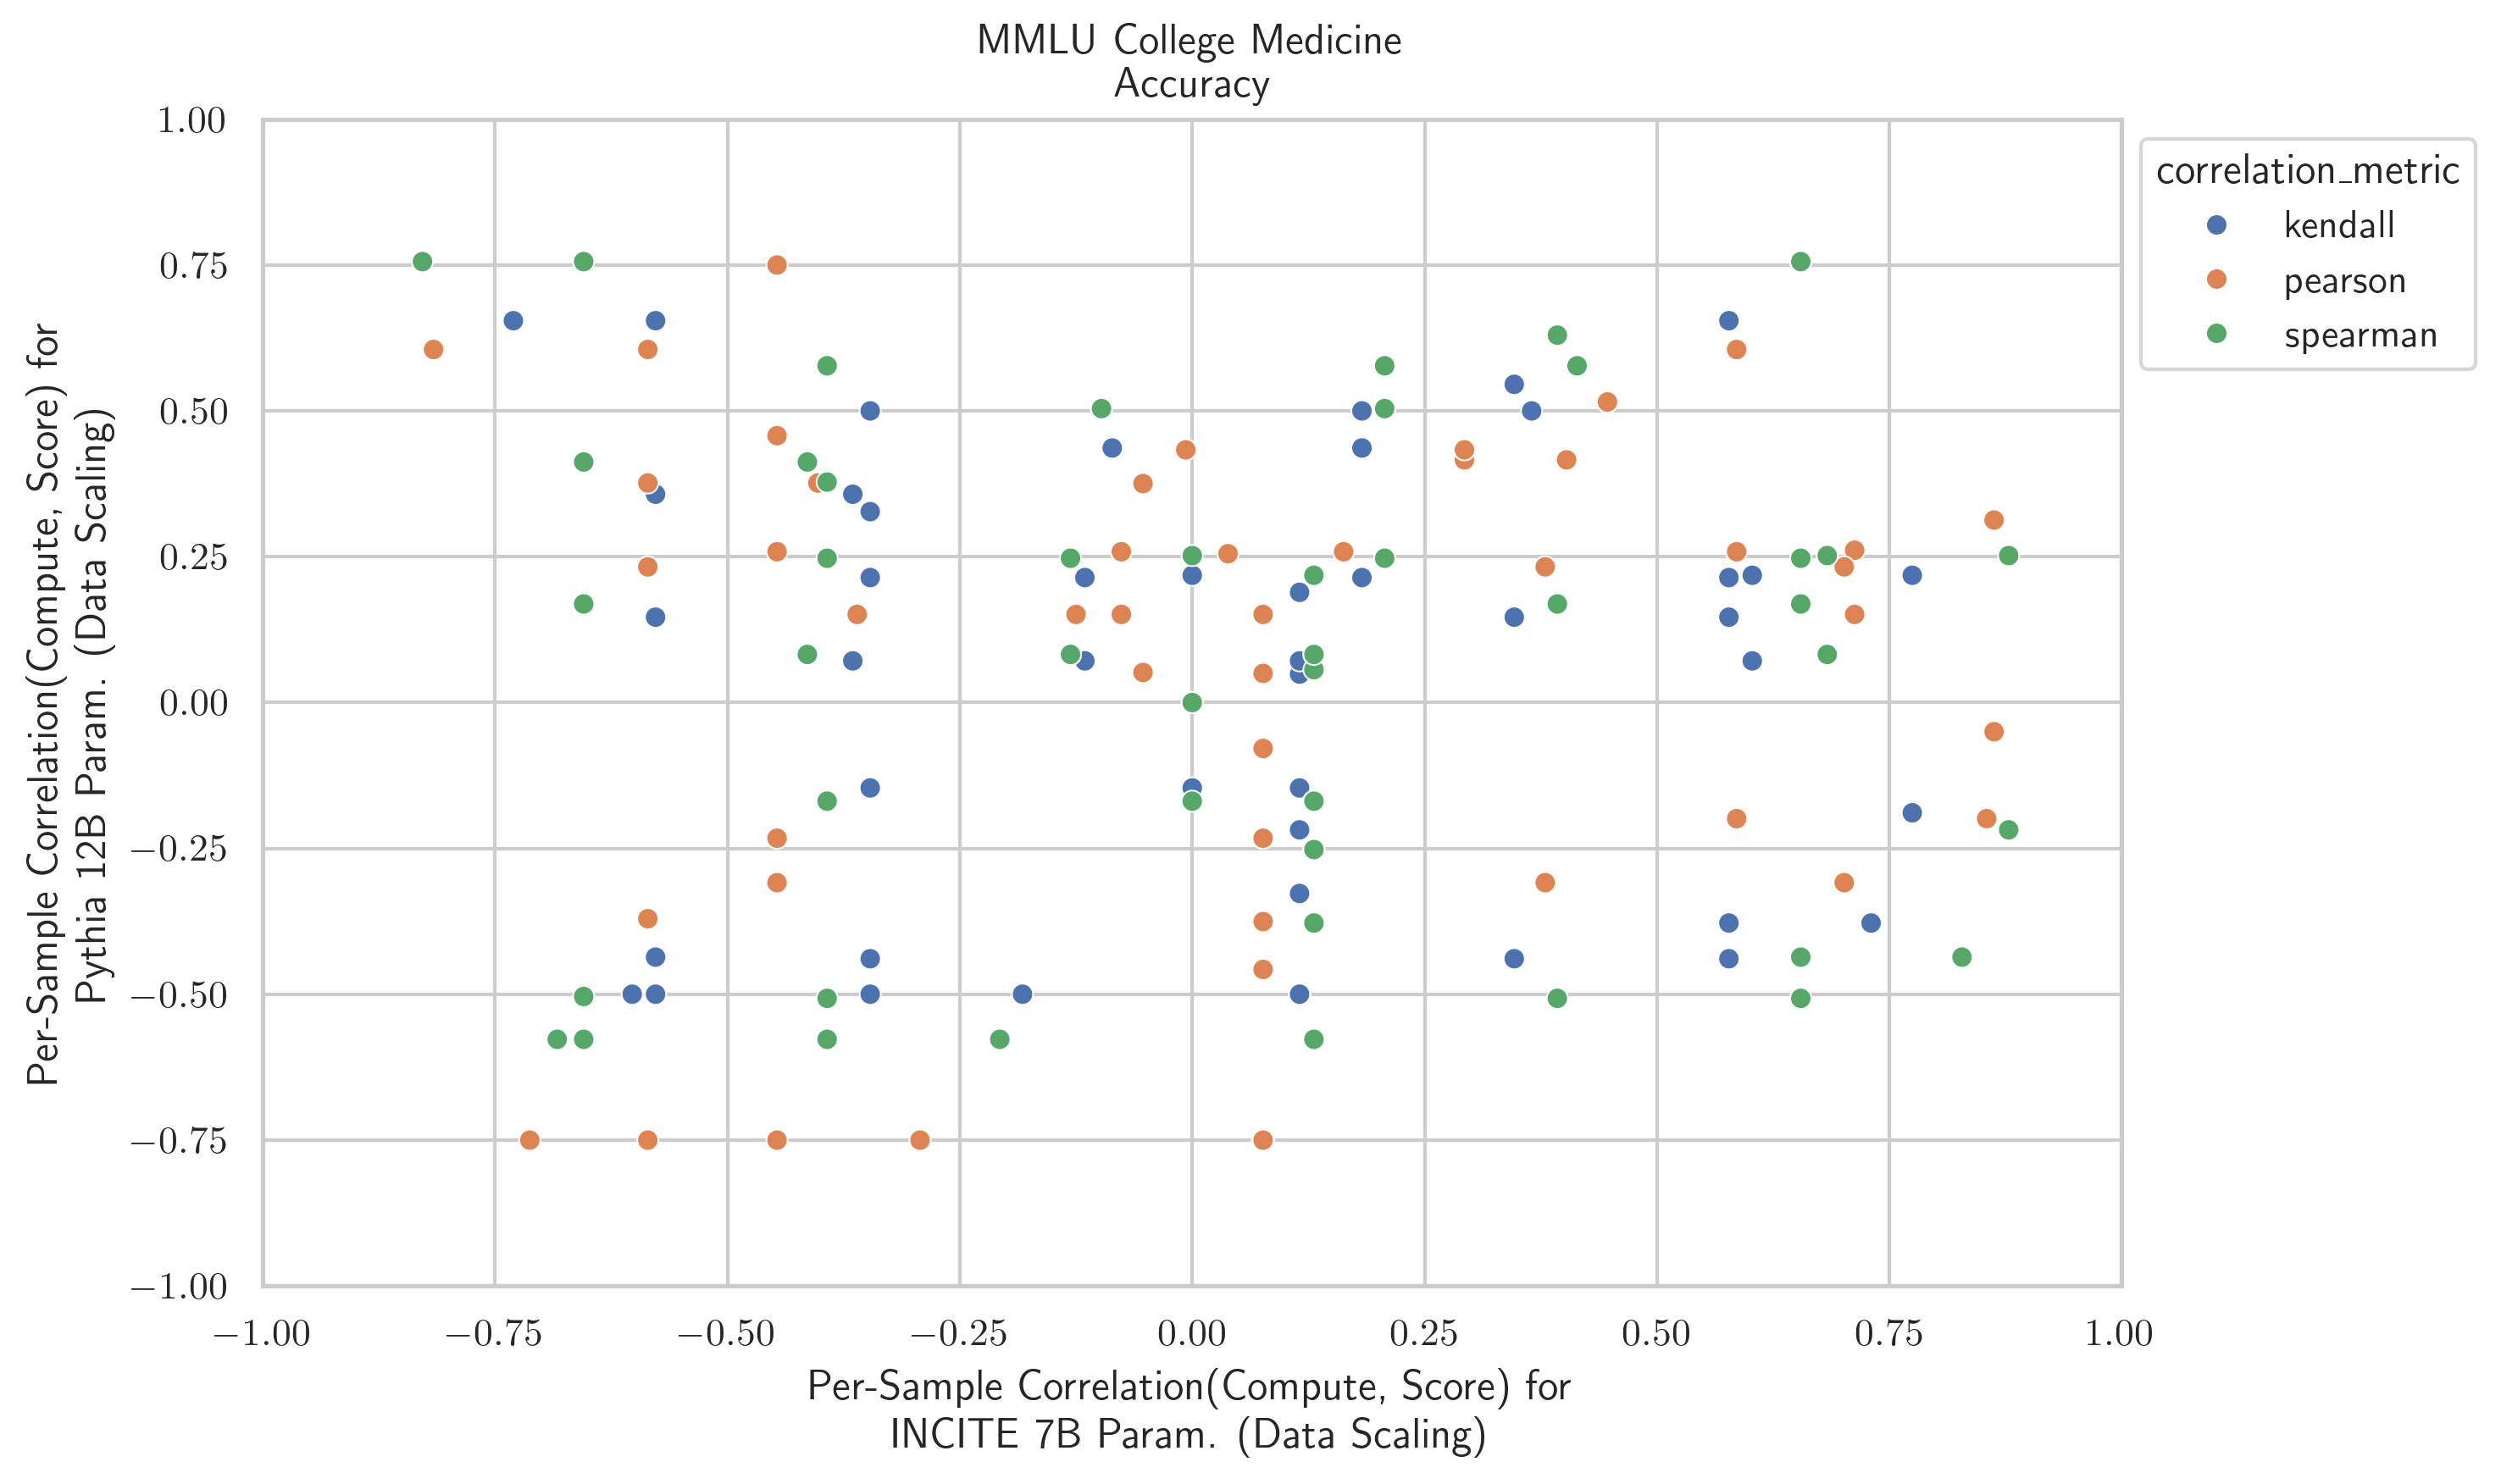 MMLU College Medicine
Accuracy
1.00
0.75
0.50
0.25
0.00
−0.25
−0.50
−0.75
−1.00
Per-Sample Correlation(Compute, Score) for
Pythia 12B Param. (Data Scaling)
correlation_metric
kendall
pearson
spearman
−1.00 −0.75 −0.50 −0.25 0.00 0.25 0.50 0.75 1.00
Per-Sample Correlation(Compute, Score) for
INCITE 7B Param. (Data Scaling)